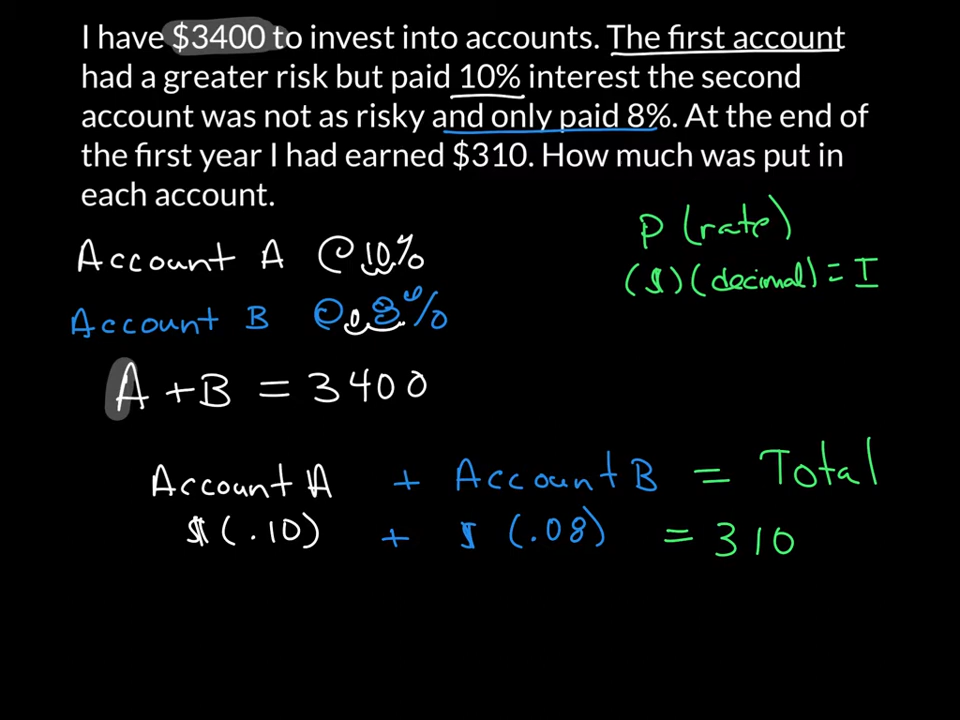 I have $3400 to invest into accounts. The first account
had a greater risk but paid 10% interest the second
account was not as risky and only paid 8%. At the end of
the first year I had earned $310. How much was put in
each account.
P (rate)
($)(decimal) = I
Account A @ 10%
Account B @ 08%
A + B = 3400
Account A + Account B = Total
$ (.10) + $ (.08) = 310